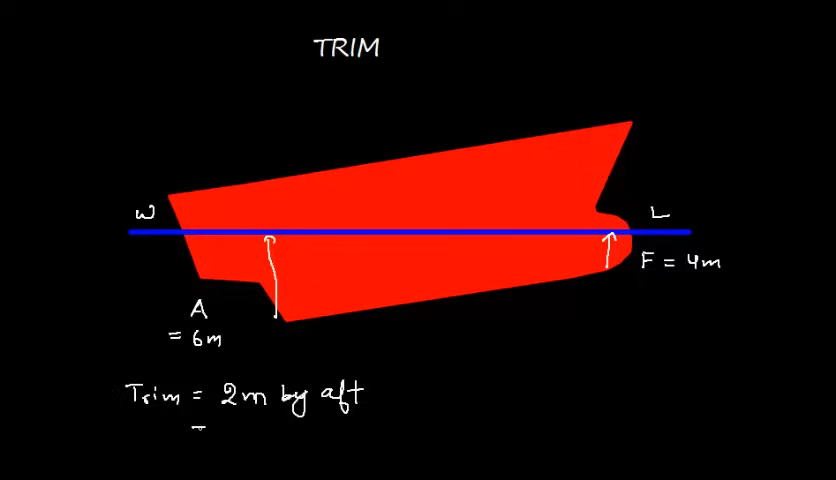 TRIM
W
L
F = 4m
A
= 6m
Trim = 2m by aft
=